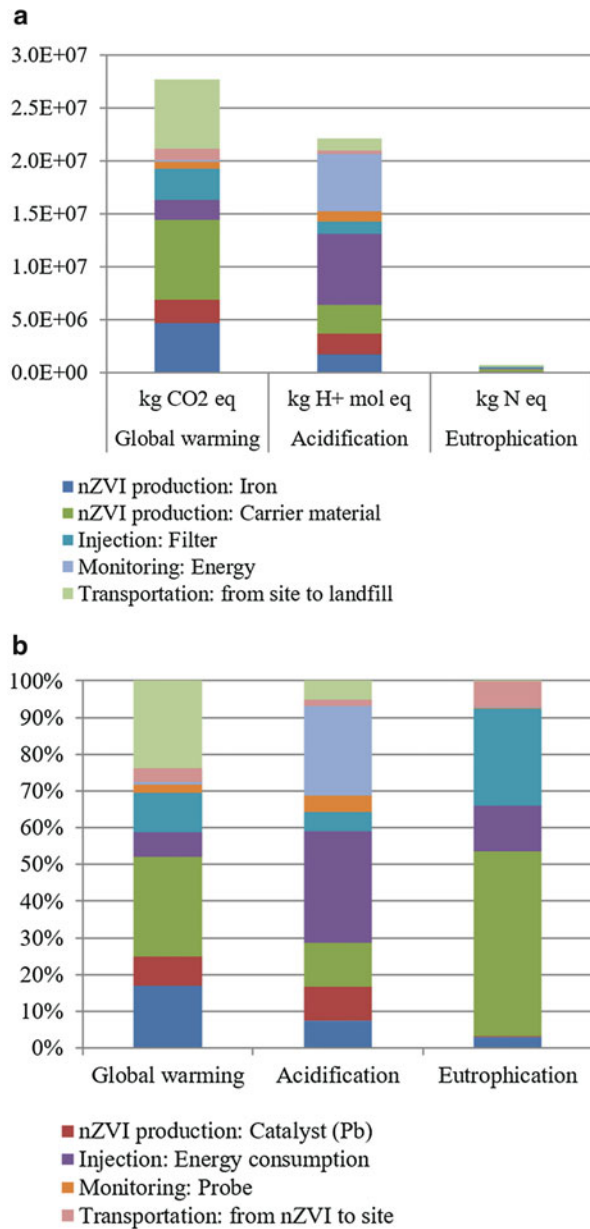 a
3.0E+07
2.5E+07
2.0E+07
1.5E+07
1.0E+07
5.0E+06
0.0E+00
kg CO2 eq kg H+ mol eq kg N eq
Global warming Acidification Eutrophication
nZVI production: Iron
nZVI production: Carrier material
Injection: Filter
Monitoring: Energy
Transportation: from site to landfill
b
100%
90%
80%
70%
60%
50%
40%
30%
20%
10%
0%
Global warming Acidification Eutrophication
nZVI production: Catalyst (Pb)
Injection: Energy consumption
Monitoring: Probe
Transportation: from nZVI to site